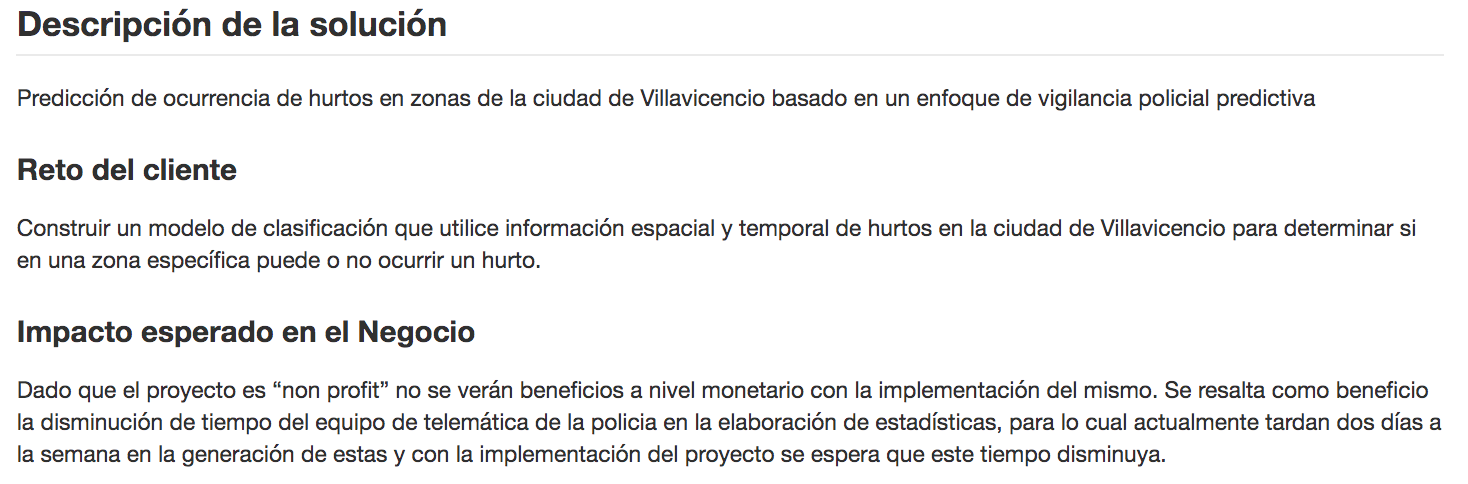 Descripción de la solución
Predicción de ocurrencia de hurtos en zonas de la ciudad de Villavicencio basado en un enfoque de vigilancia policial predictiva
Reto del cliente
Construir un modelo de clasificación que utilice información espacial y temporal de hurtos en la ciudad de Villavicencio para determinar si
en una zona específica puede o no ocurrir un hurto.
Impacto esperado en el Negocio
Dado que el proyecto es “non profit” no se verán beneficios a nivel monetario con la implementación del mismo. Se resalta como beneficio
la disminución de tiempo del equipo de telemática de la policia en la elaboración de estadísticas, para lo cual actualmente tardan dos días a
la semana en la generación de estas y con la implementación del proyecto se espera que este tiempo disminuya.